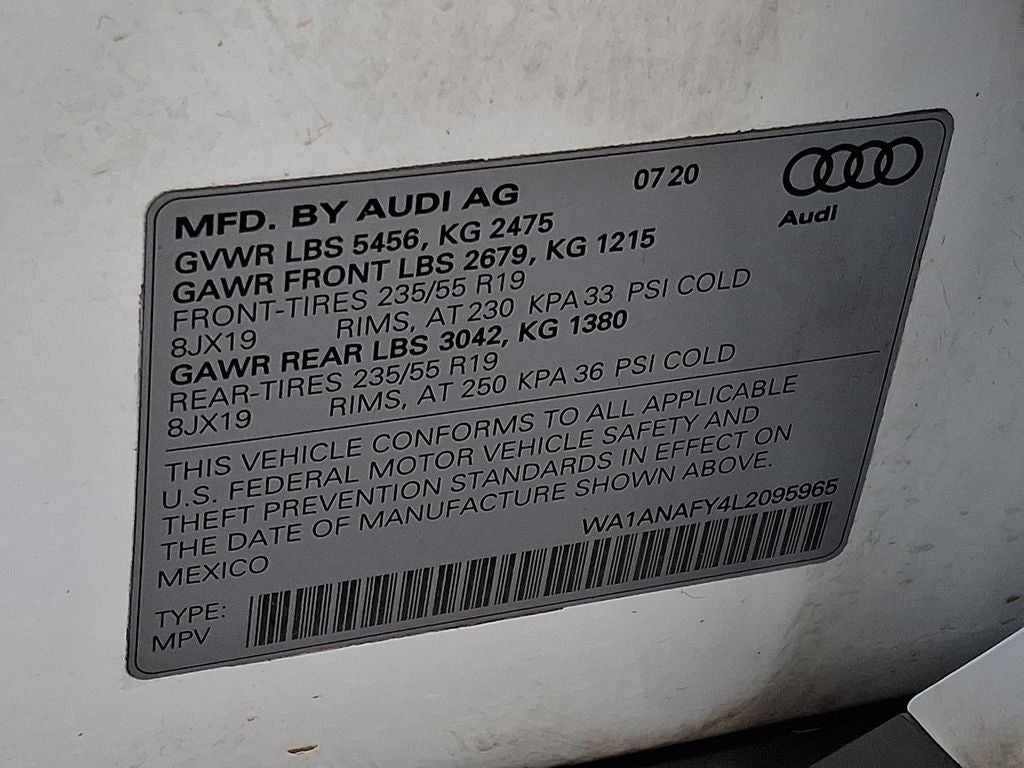 MFD. BY AUDI AG 07 20
Audi
GVWR LBS 5456, KG 2475
GAWR FRONT LBS 2679, KG 1215
FRONT-TIRES 235/55 R19
8JX19 RIMS, AT 230 KPA 33 PSI COLD
GAWR REAR LBS 3042, KG 1380
REAR-TIRES 235/55 R19
8JX19 RIMS, AT 250 KPA 36 PSI COLD
THIS VEHICLE CONFORMS TO ALL APPLICABLE
U.S. FEDERAL MOTOR VEHICLE SAFETY AND
THEFT PREVENTION STANDARDS IN EFFECT ON
THE DATE OF MANUFACTURE SHOWN ABOVE.
MEXICO WA1ANAFY4L2095965
TYPE:
MPV